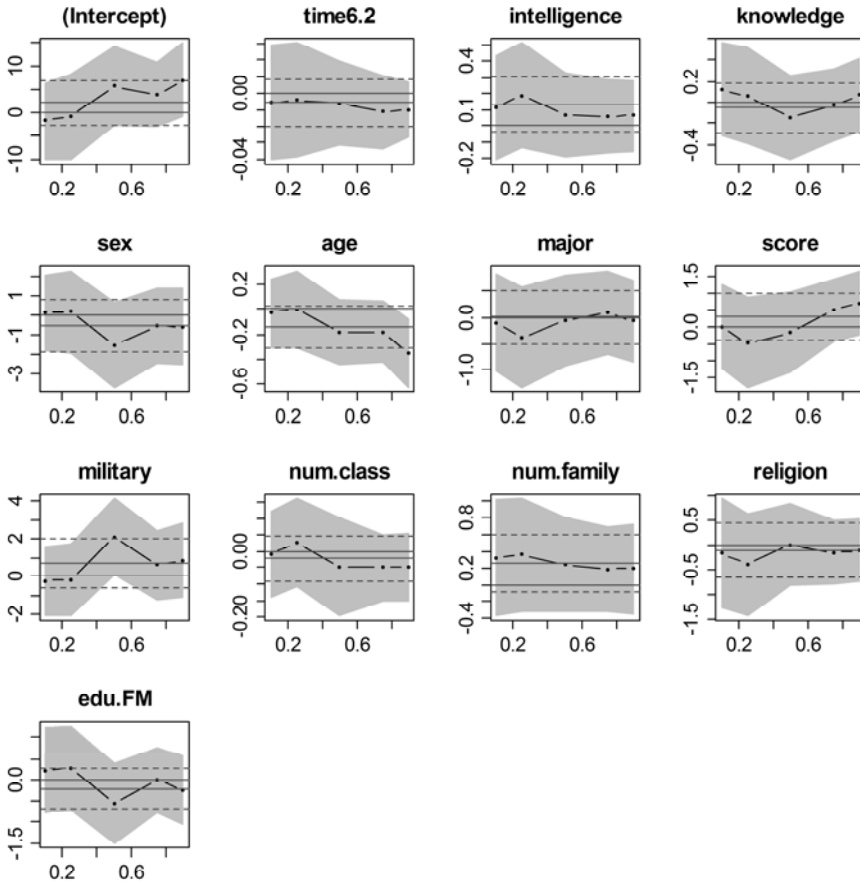 (Intercept) time6.2 intelligence knowledge
10 0 -10 0.00 -0.04 0.4 0.1 -0.2 0.2 -0.4
0.2 0.6 0.2 0.6 0.2 0.6 0.2 0.6
sex age major score
1 -1 -3 0.2 -0.2 -0.6 0.0 -1.0 1.5 0.0 -1.5
0.2 0.6 0.2 0.6 0.2 0.6 0.2 0.6
military num.class num.family religion
4 2 0 -2 0.00 -0.20 0.8 0.2 -0.4 0.5 -0.5 -1.5
0.2 0.6 0.2 0.6 0.2 0.6 0.2 0.6
edu.FM
0.0 -1.5
0.2 0.6